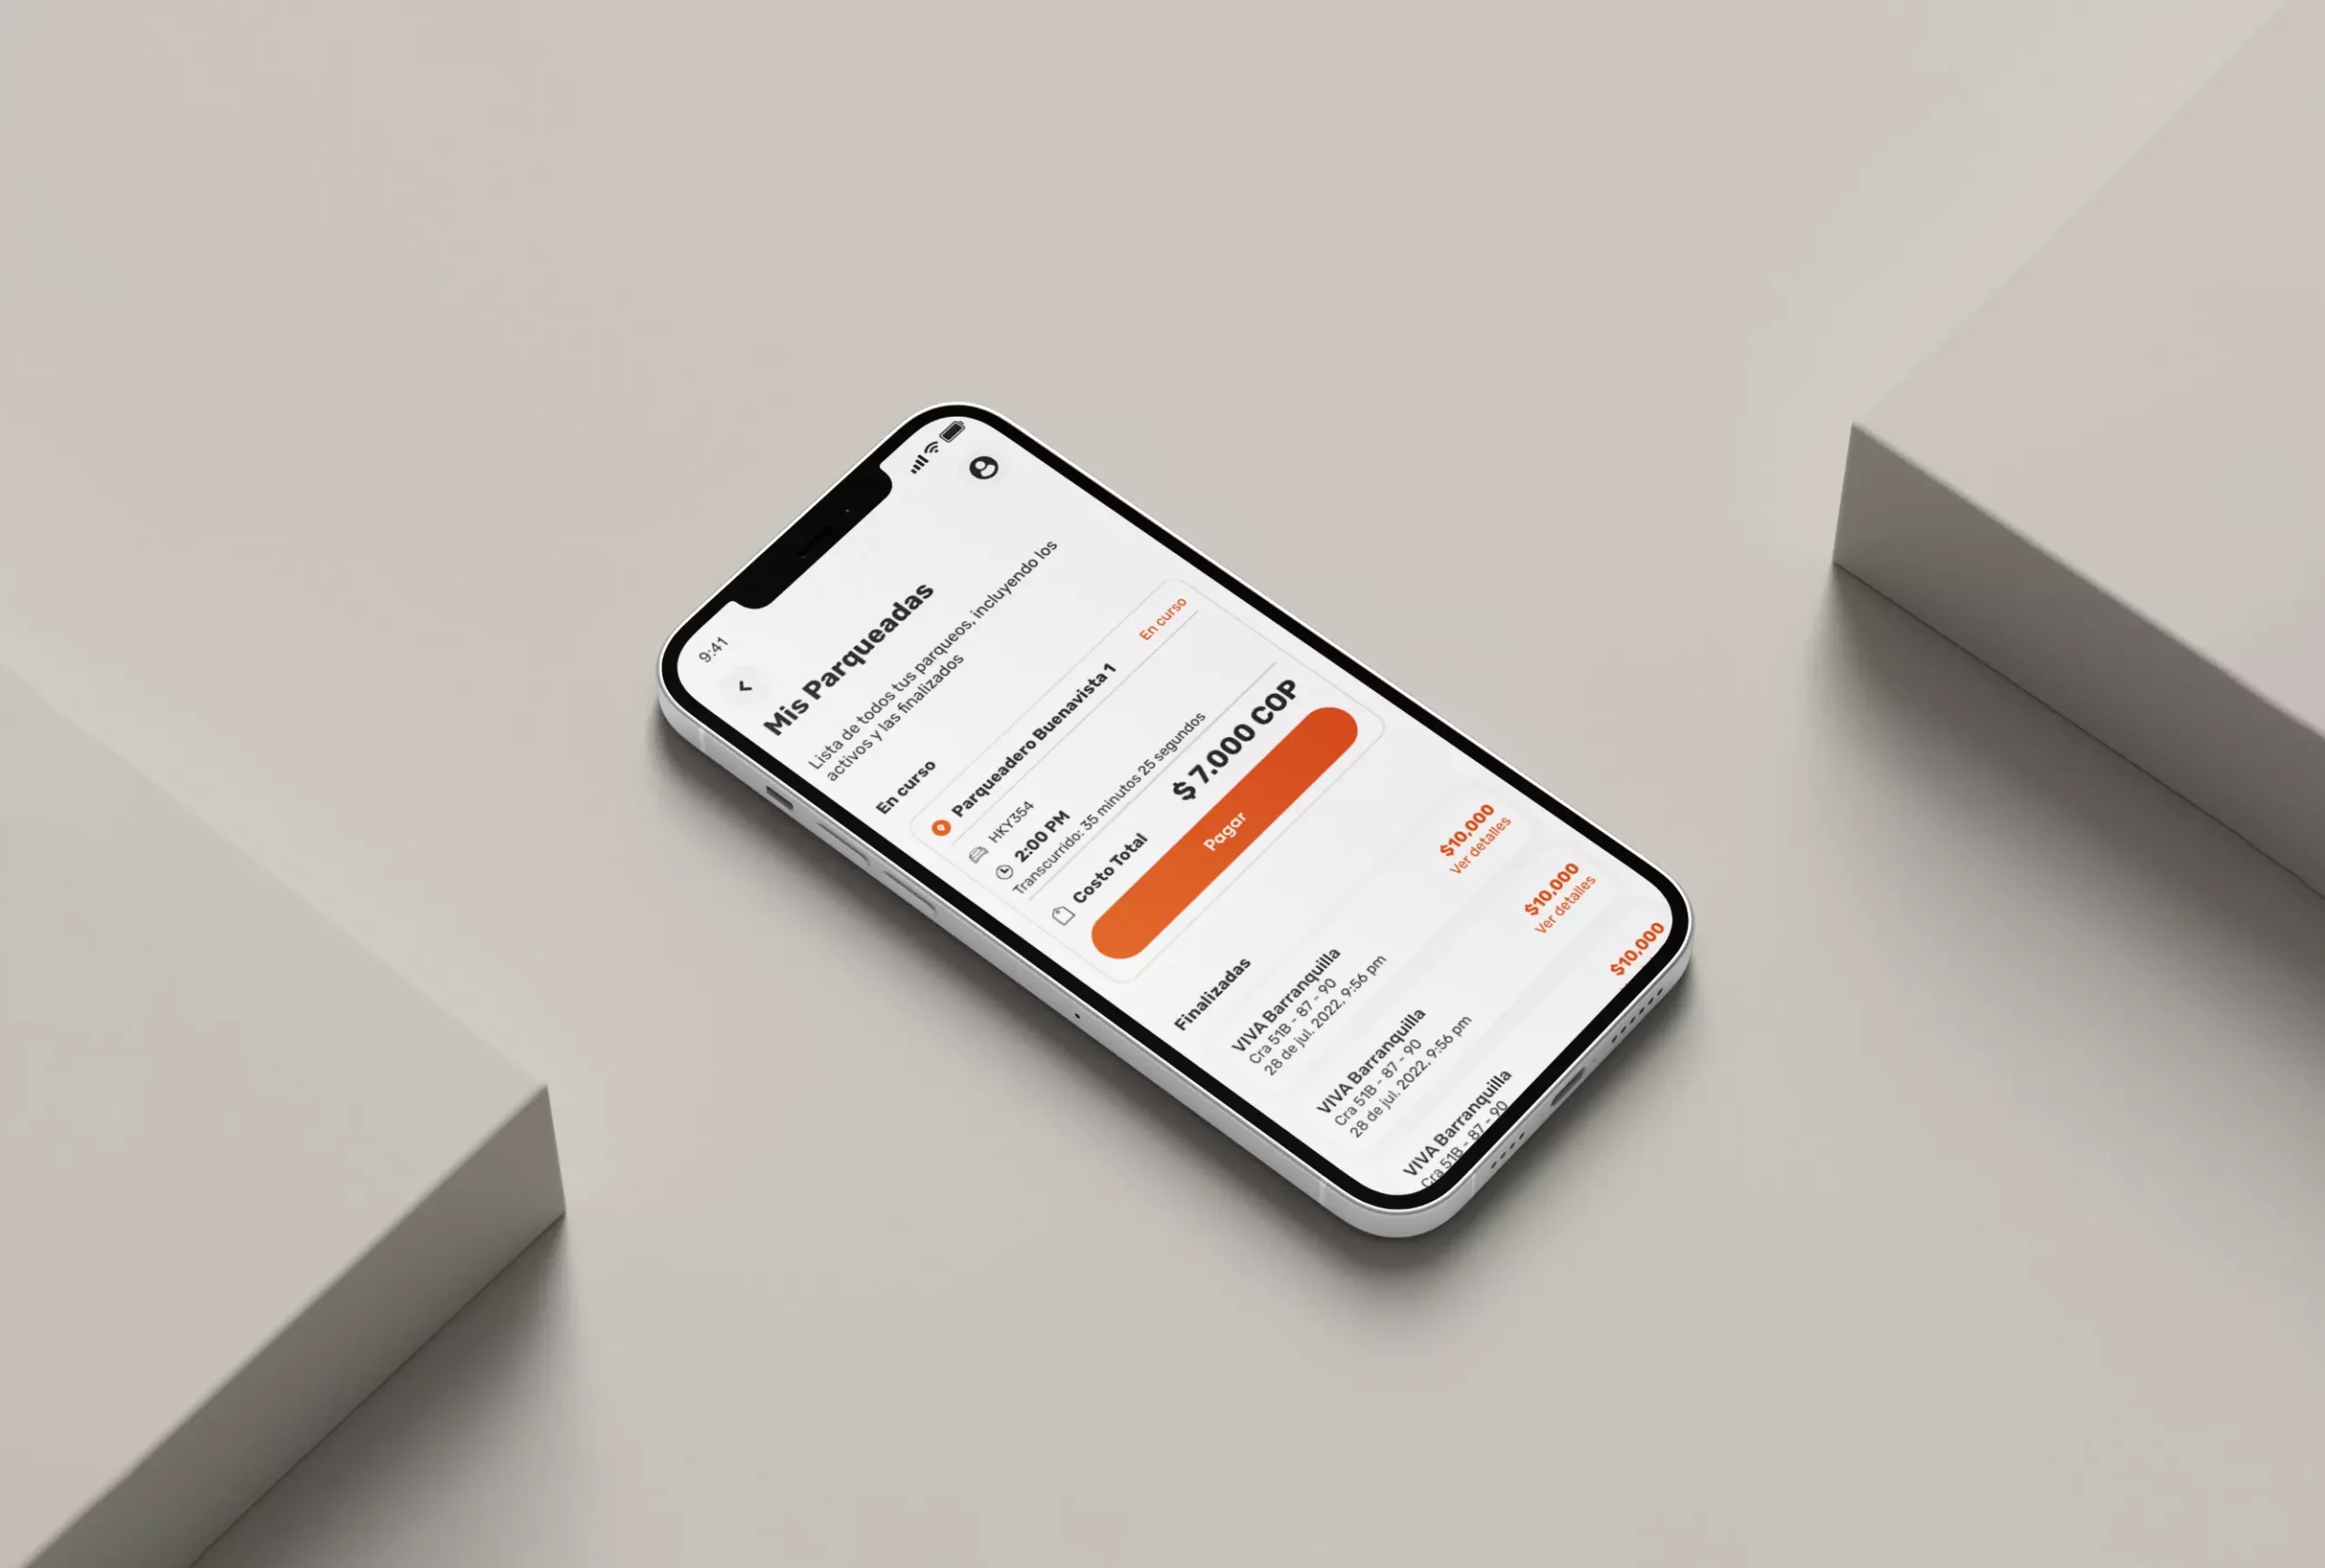 9:41
Mis Parqueadas
Lista de todos tus parqueos, incluyendo los
activos y las finalizados
En curso
Parqueadero Buenavista 1
En curso
HKY354
2:00 PM
Transcurrido: 35 minutos 25 segundos
Costo Total
$ 7.000 COP
Pagar
Finalizadas
VIVA Barranquilla
$10,000
Cra 51B - 87 - 90
Ver detalles
28 de jul. 2022, 9:56 pm
VIVA Barranquilla
$10,000
Cra 51B - 87 - 90
Ver detalles
28 de jul. 2022, 9:56 pm
VIVA Barranquilla
$10,000
Cra 51B - 87 - 90